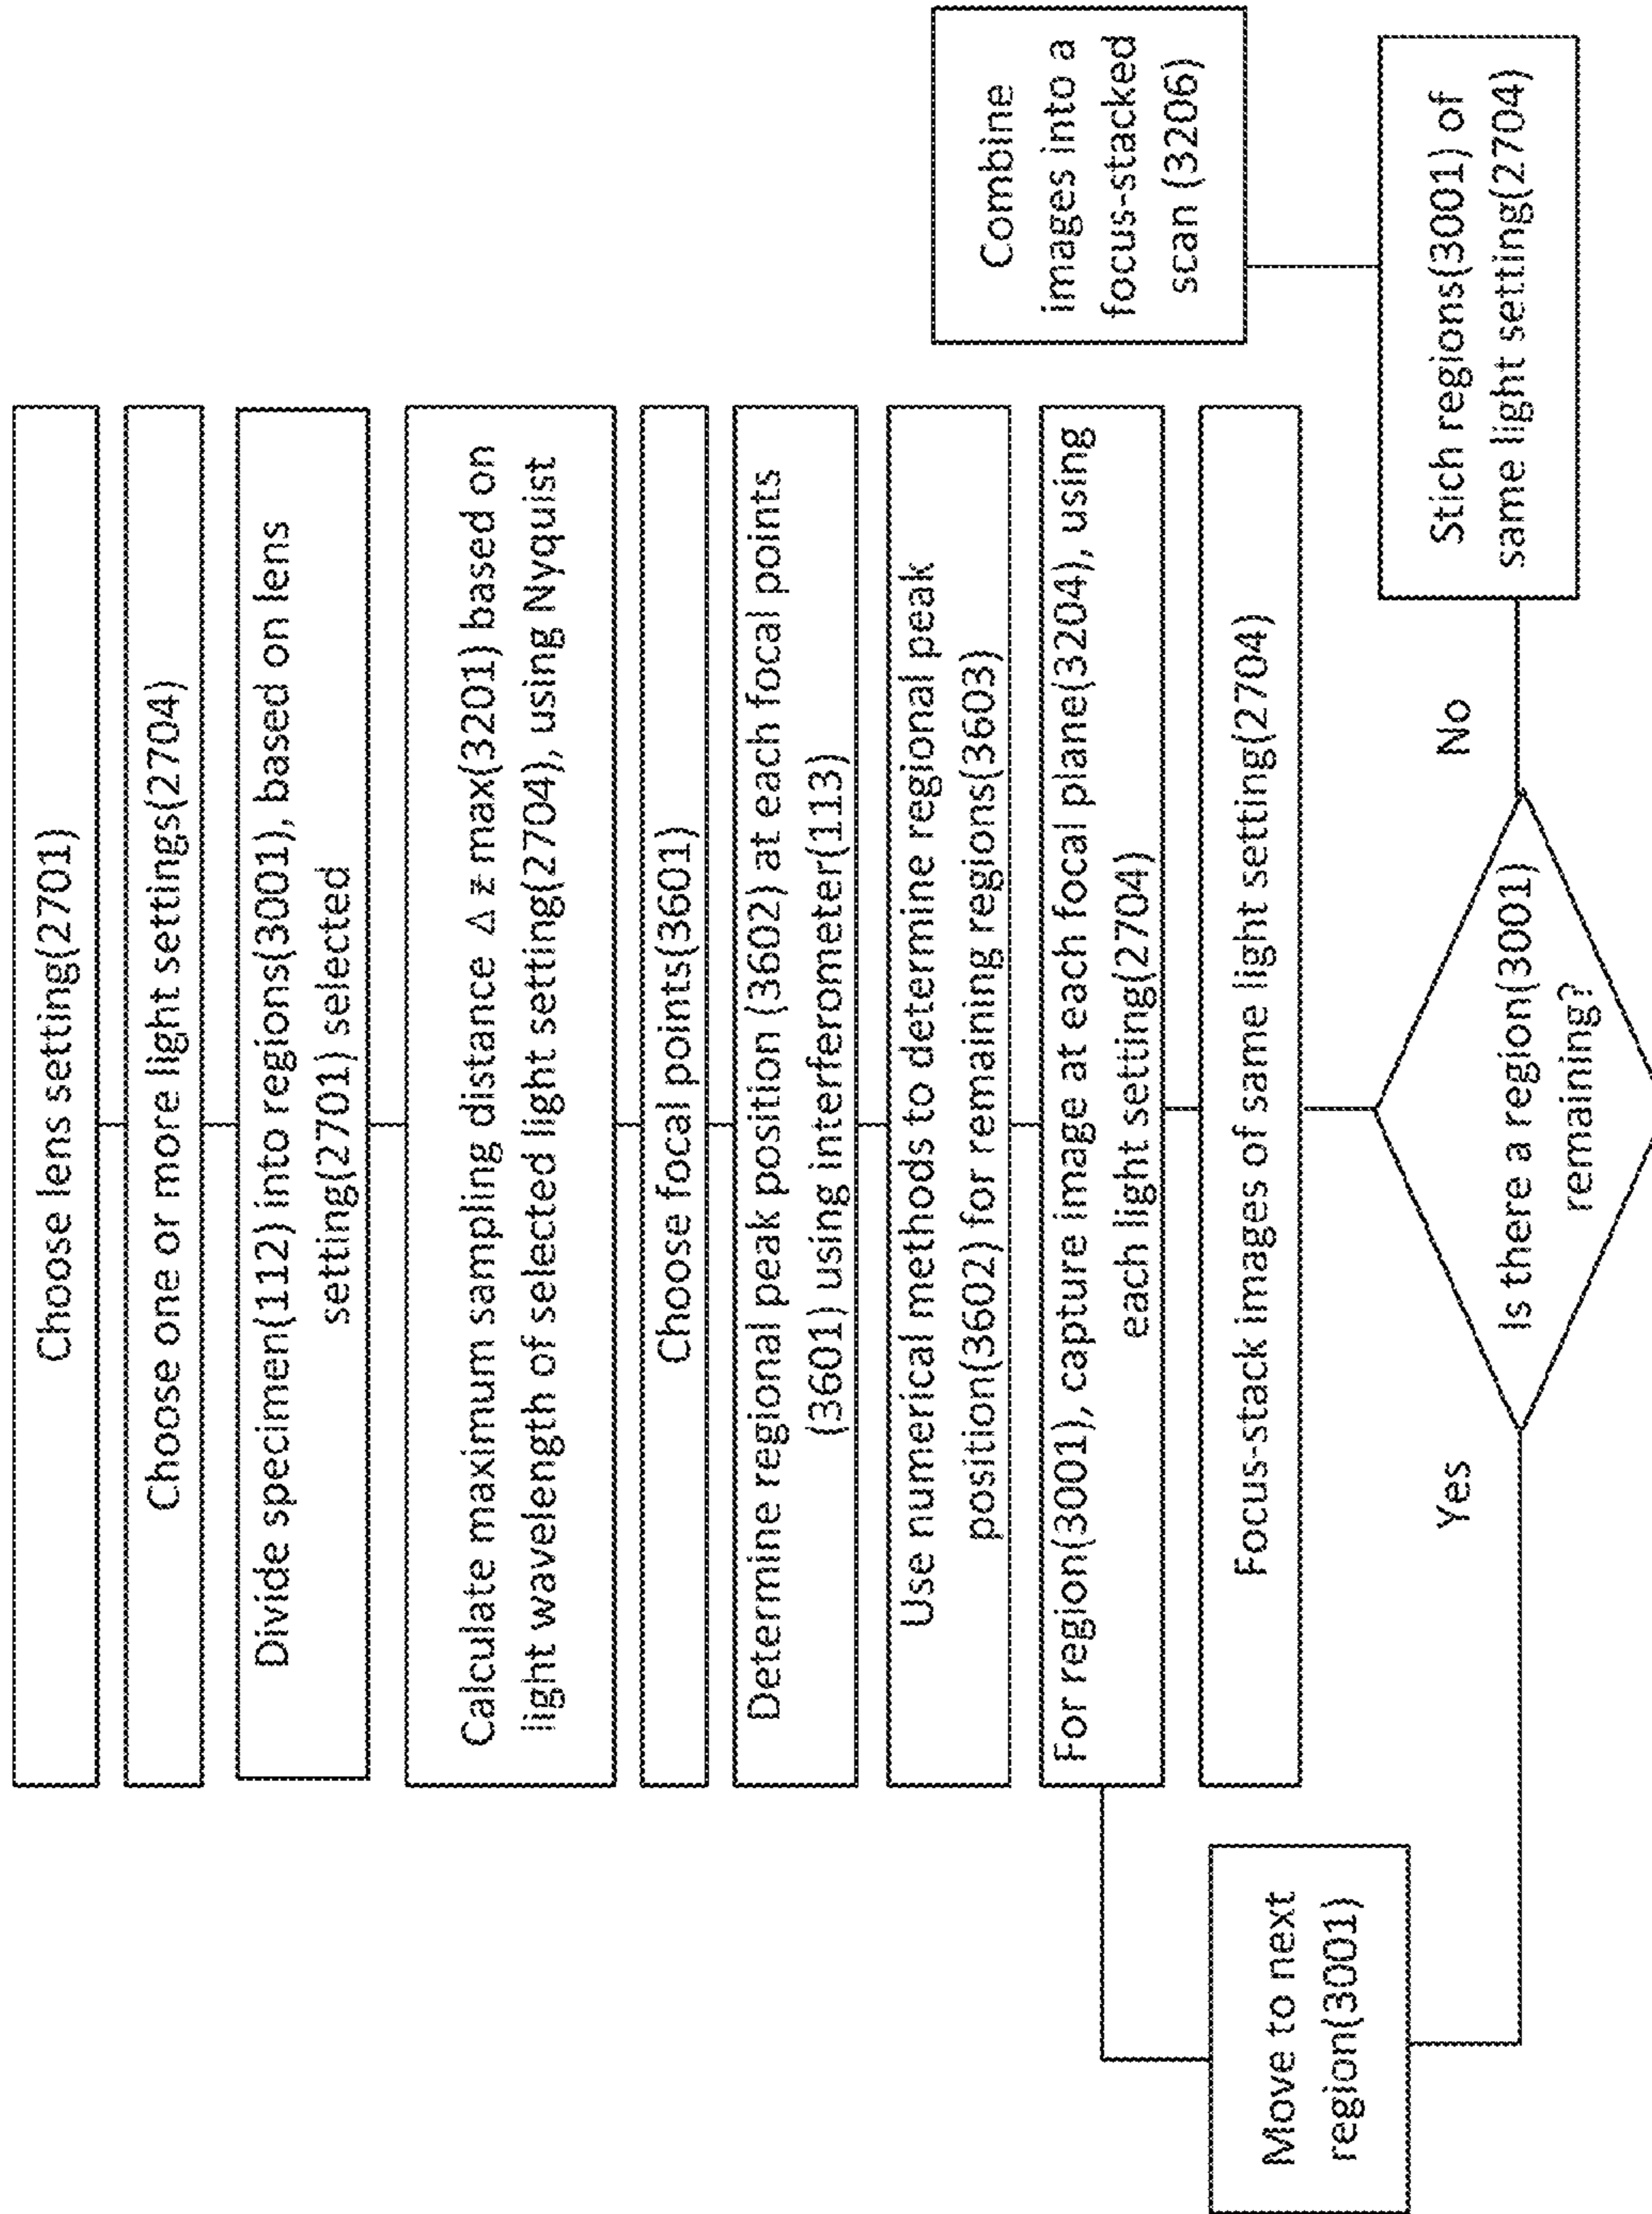 Choose lens setting(2701)
Choose one or more light settings(2704)
Divide specimen(112) into regions(3001), based on lens
setting(2701) selected
Calculate maximum sampling distance Δ z max(3201) based on
light wavelength of selected light setting(2704), using Nyquist
Choose focal points(3601)
Determine regional peak position (3602) at each focal points
(3601) using interferometer(113)
Use numerical methods to determine regional peak
position(3602) for remaining regions(3603)
For region(3001), capture image at each focal plane(3204), using
each light setting(2704)
Focus-stack images of same light setting(2704)
Is there a region(3001)
remaining?
Yes
No
Move to next
region(3001)
Stich regions(3001) of
same light setting(2704)
Combine
images into a
focus-stacked
scan (3206)